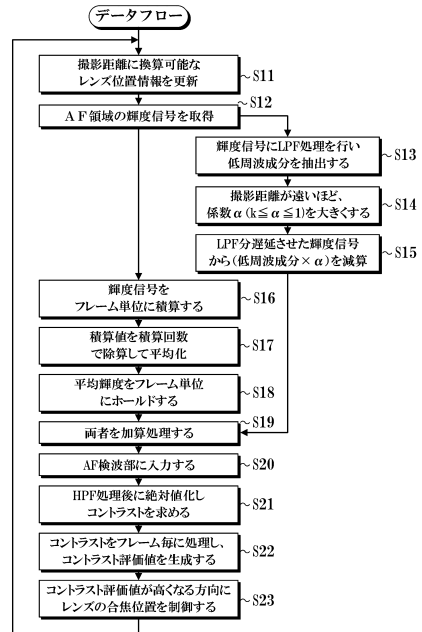 データフロー
撮影距離に換算可能な
レンズ位置情報を更新
S11
S12
AF領域の輝度信号を取得
輝度信号にLPF処理を行い
低周波成分を抽出する
S13
撮影距離が遠いほど、
係数α(k≦α≦1)を大きくする
S14
LPF分遅延させた輝度信号
から(低周波成分×α)を減算
S15
輝度信号を
フレーム単位に積算する
S16
積算値を積算回数
で除算して平均化
S17
平均輝度をフレーム単位
にホールドする
S18
S19
両者を加算処理する
AF検波部に入力する
S20
HPF処理後に絶対値化し
コントラストを求める
S21
コントラストをフレーム毎に処理し、
コントラスト評価値を生成する
S22
コントラスト評価値が高くなる方向に
レンズの合焦位置を制御する
S23